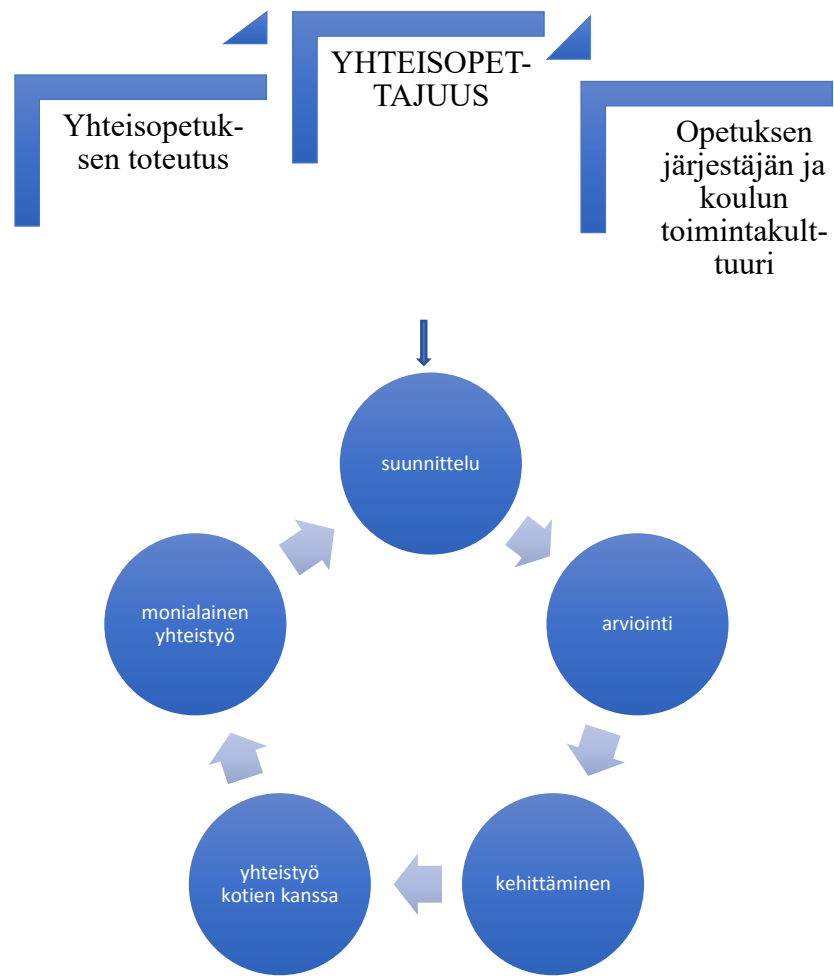 YHTEISOPET-
TAJUUS
Yhteisopetuk-
sen toteutus
Opetuksen
järjestäjän ja
koulun
toimintakult-
tuuri
suunnittelu
arviointi
kehittäminen
yhteistyö
kotien kanssa
monialainen
yhteistyö